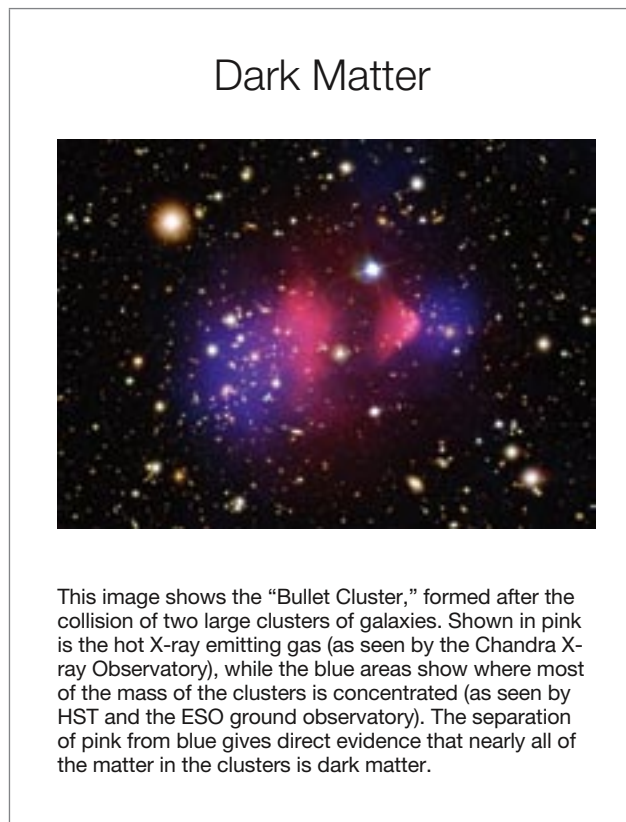 Dark Matter
This image shows the “Bullet Cluster,” formed after the
collision of two large clusters of galaxies. Shown in pink
is the hot X-ray emitting gas (as seen by the Chandra X-
ray Observatory), while the blue areas show where most
of the mass of the clusters is concentrated (as seen by
HST and the ESO ground observatory). The separation
of pink from blue gives direct evidence that nearly all of
the matter in the clusters is dark matter.